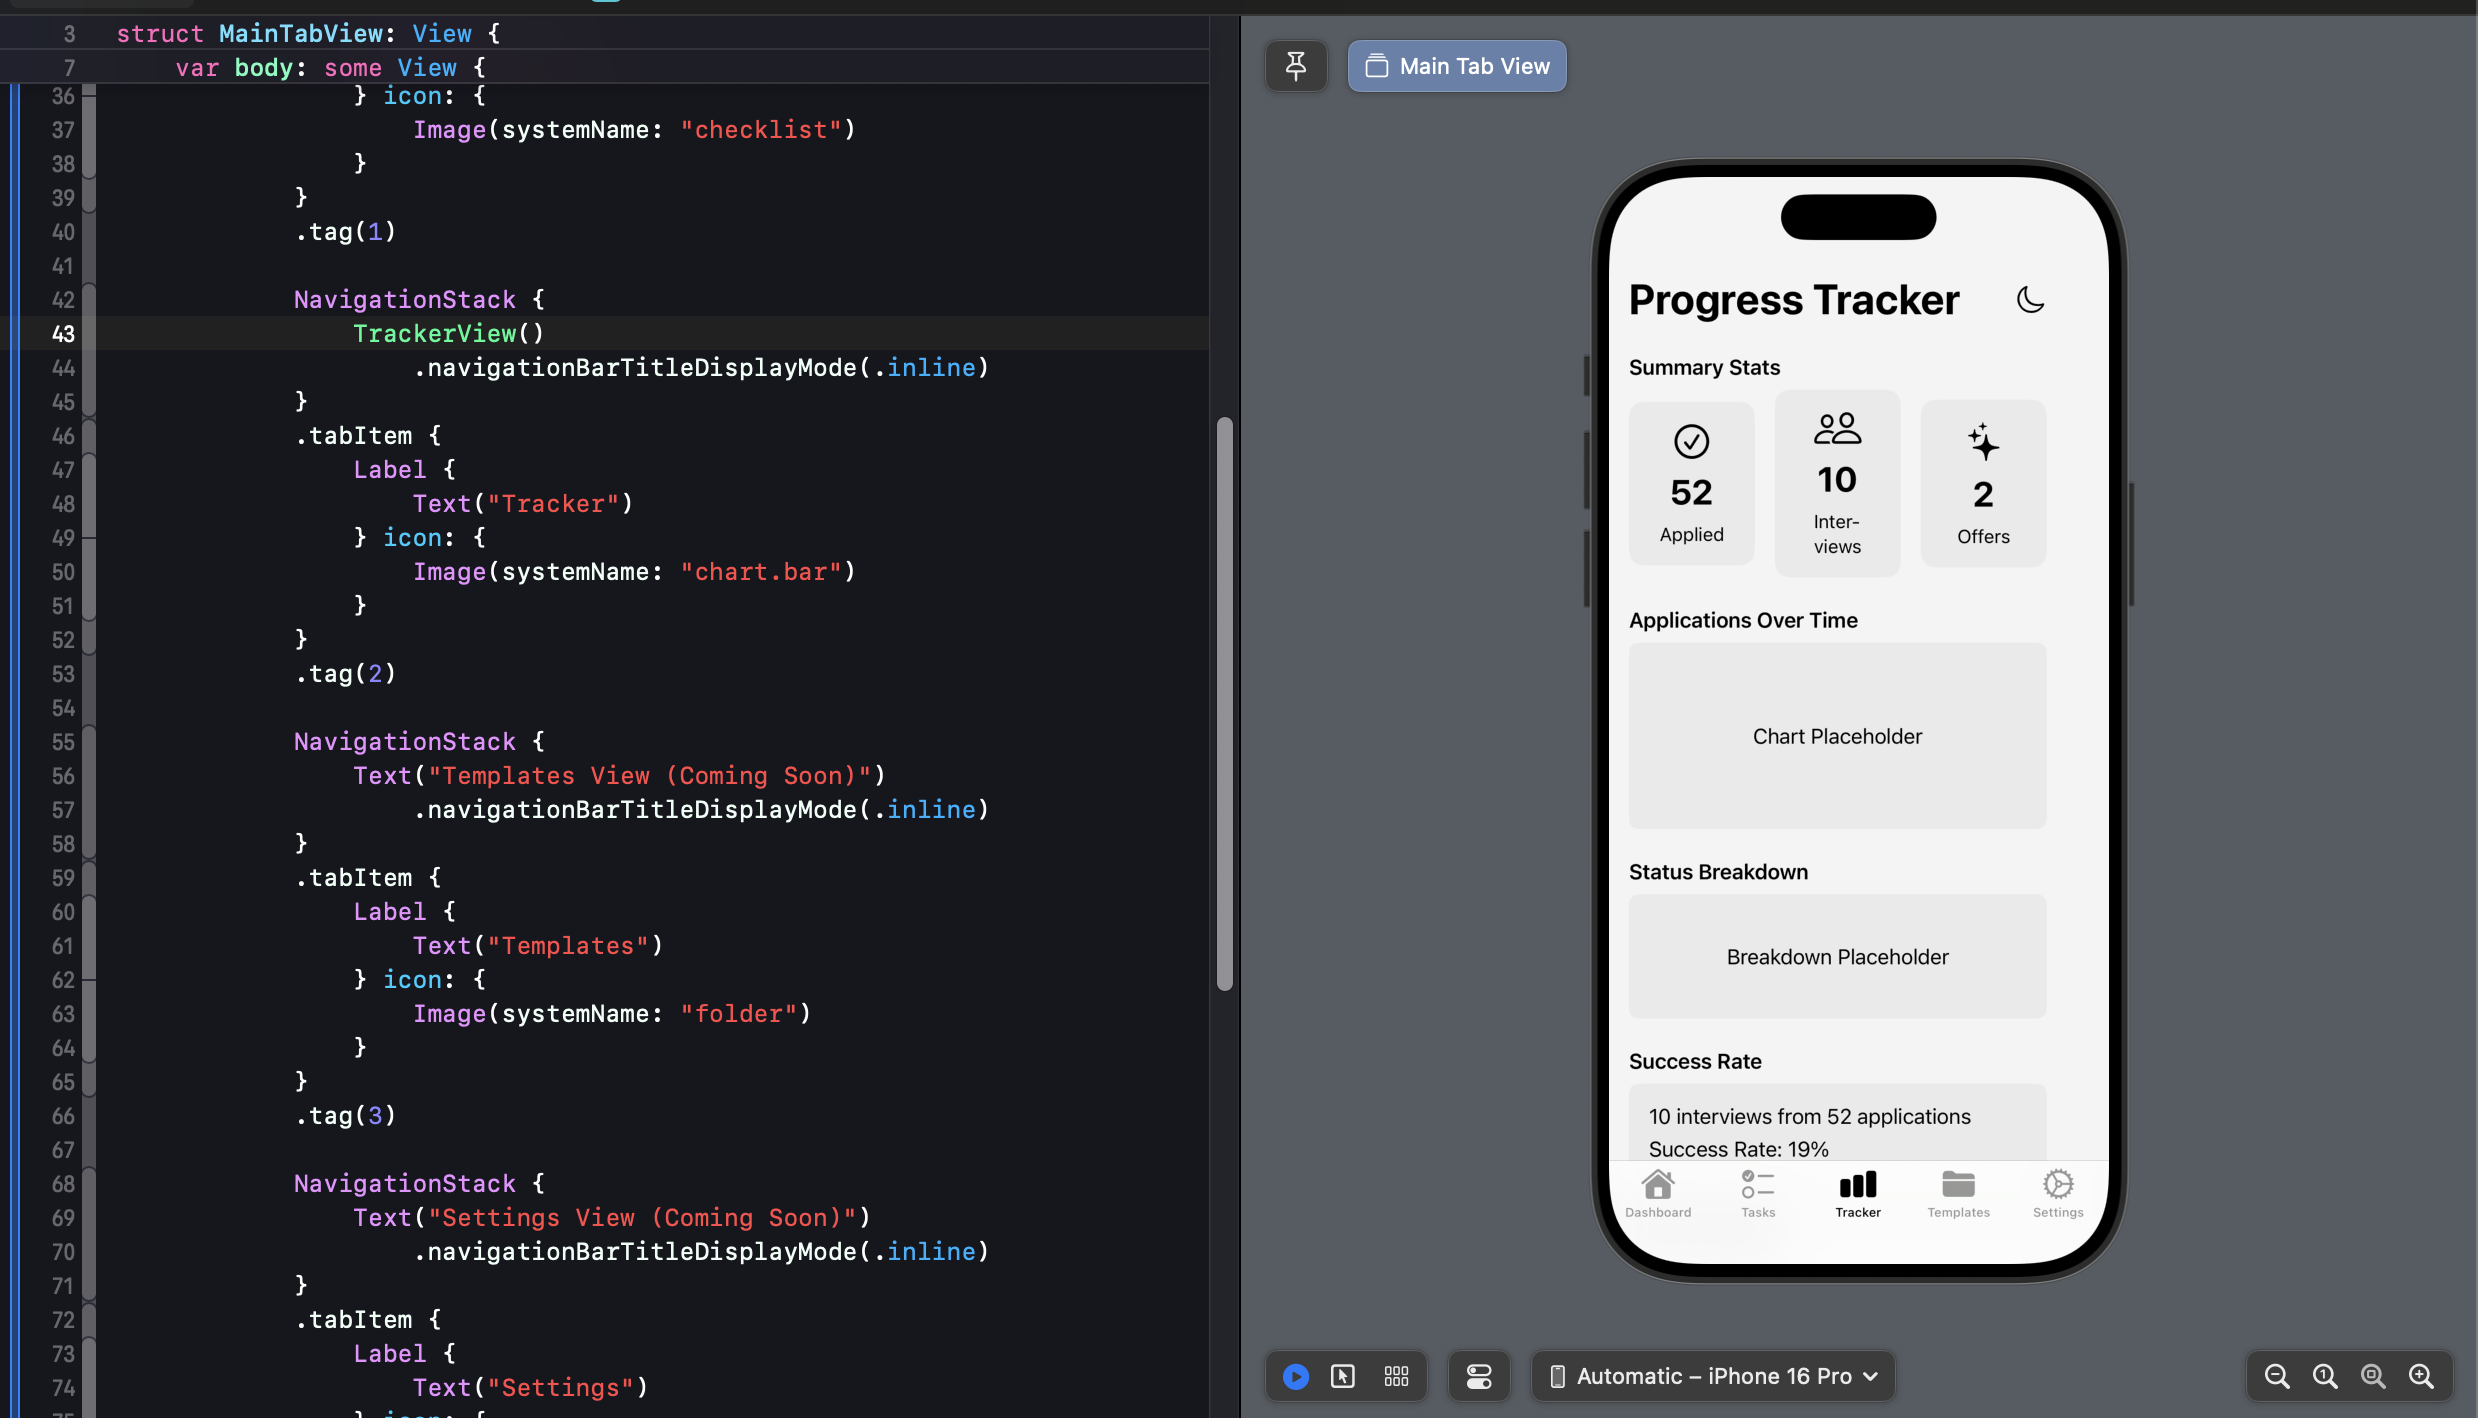 3 struct MainTabView: View {
7 var body: some View {
36 } icon: {
37 Image(systemName: "checklist")
38 }
39 }
40 .tag(1)
41
42 NavigationStack {
43 TrackerView()
44 .navigationBarTitleDisplayMode(.inline)
45 }
46 .tabItem {
47 Label {
48 Text("Tracker")
49 } icon: {
50 Image(systemName: "chart.bar")
51 }
52 }
53 .tag(2)
54
55 NavigationStack {
56 Text("Templates View (Coming Soon)")
57 .navigationBarTitleDisplayMode(.inline)
58 }
59 .tabItem {
60 Label {
61 Text("Templates")
62 } icon: {
63 Image(systemName: "folder")
64 }
65 }
66 .tag(3)
67
68 NavigationStack {
69 Text("Settings View (Coming Soon)")
70 .navigationBarTitleDisplayMode(.inline)
71 }
72 .tabItem {
73 Label {
74 Text("Settings")
Main Tab View
Progress Tracker
Summary Stats
52
Applied
10
Inter-
views
2
Offers
Applications Over Time
Chart Placeholder
Status Breakdown
Breakdown Placeholder
Success Rate
10 interviews from 52 applications
Success Rate: 19%
Dashboard Tasks Tracker Templates Settings
Automatic – iPhone 16 Pro